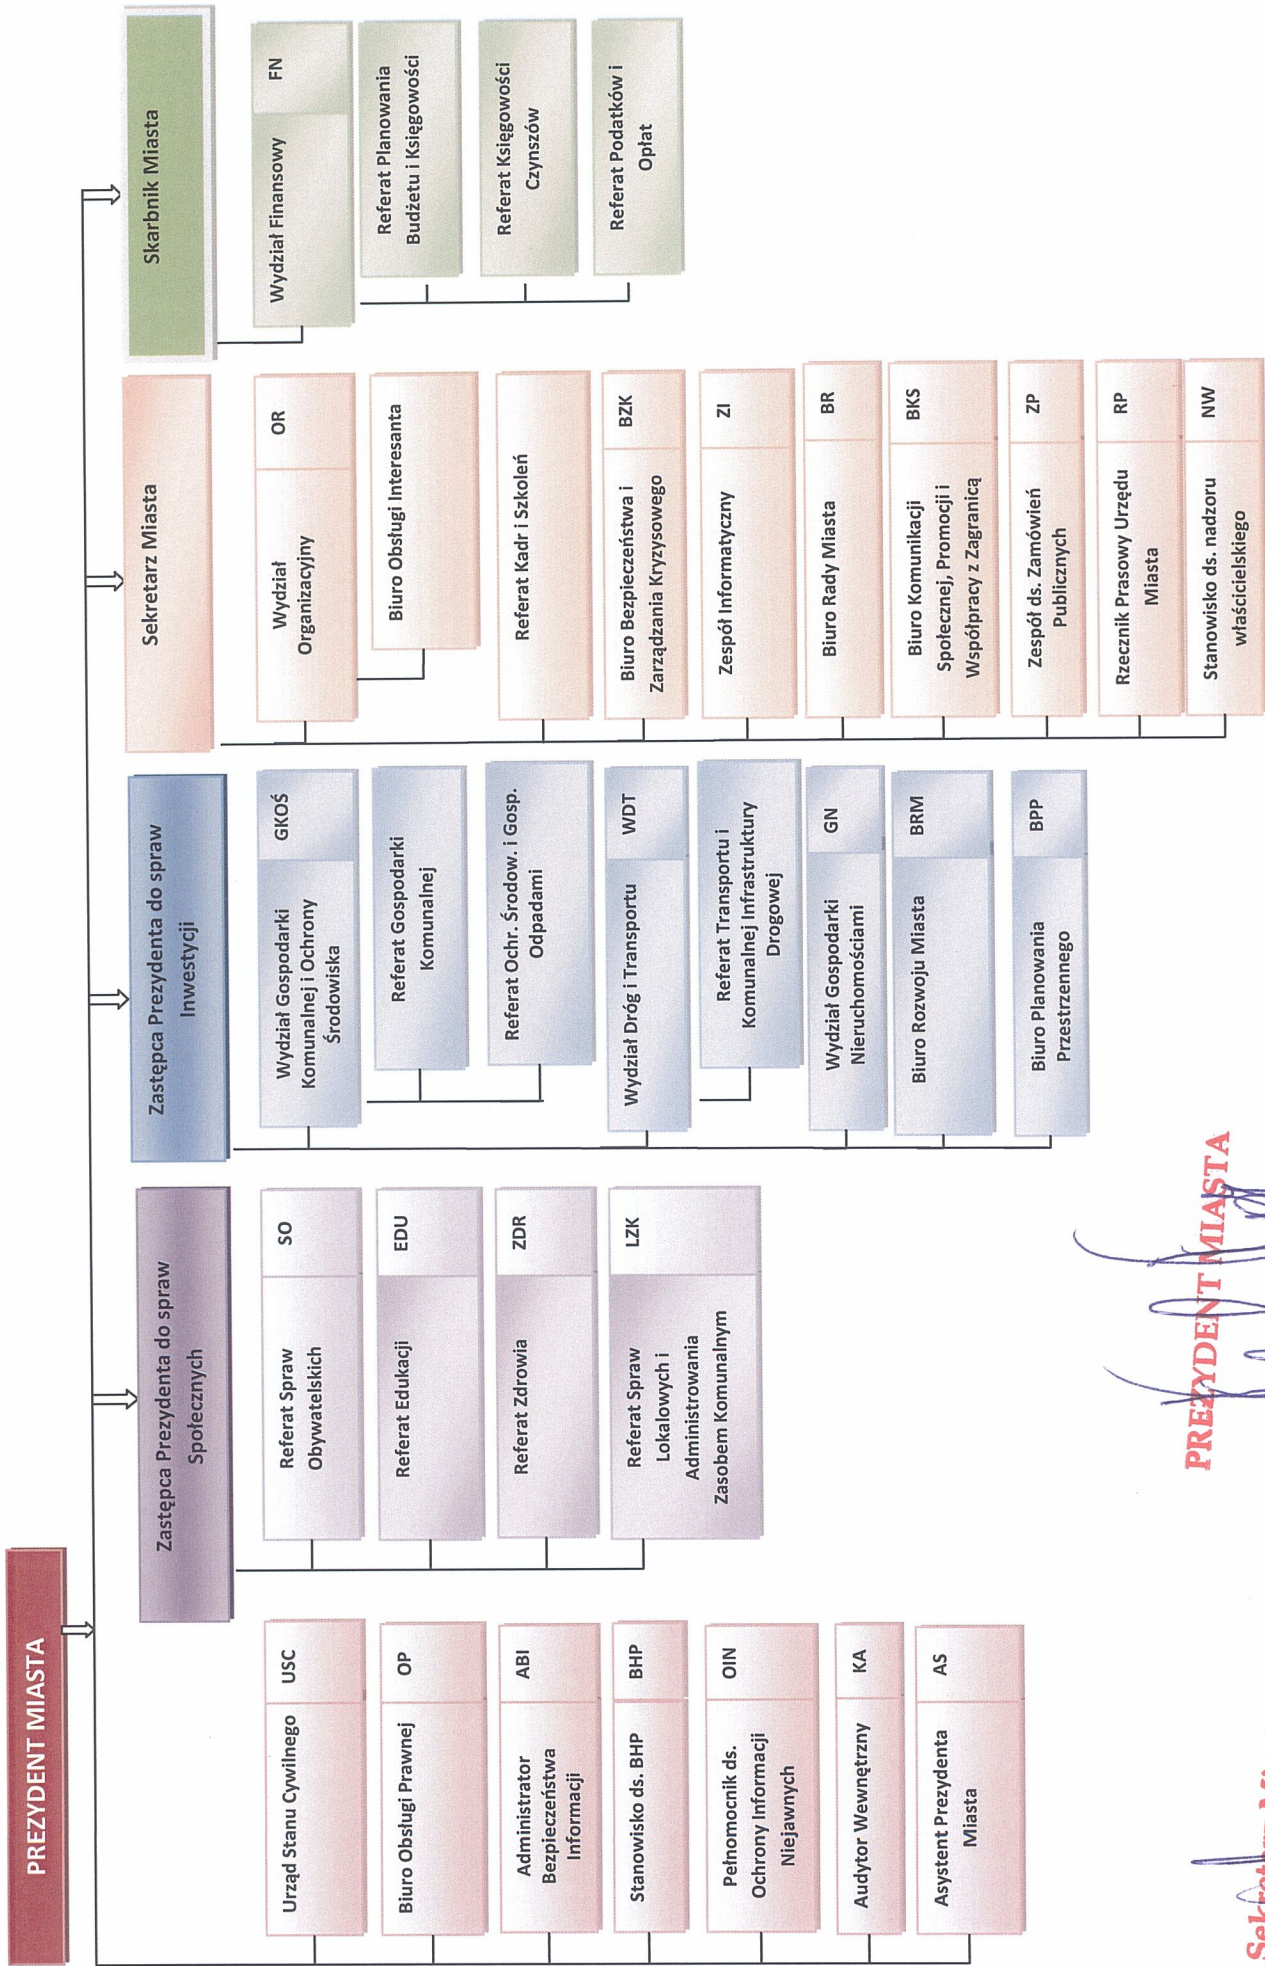 PREZYDENT MIASTA
Zastępca Prezydenta do spraw
Społecznych
Zastępca Prezydenta do spraw
Inwestycji
Sekretarz Miasta
Skarbnik Miasta
Urząd Stanu Cywilnego
USC
Biuro Obsługi Prawnej
OP
Administrator
Bezpieczeństwa
Informacji
ABI
Stanowisko ds. BHP
BHP
Pełnomocnik ds.
Ochrony Informacji
Niejawnych
OIN
Audytor Wewnętrzny
KA
Asystent Prezydenta
Miasta
AS
Referat Spraw
Obywatelskich
SO
Referat Edukacji
EDU
Referat Zdrowia
ZDR
Referat Spraw
Lokalowych i
Administrowania
Zasobem Komunalnym
LZK
Wydział Gospodarki
Komunalnej i Ochrony
Środowiska
GKOŚ
Referat Gospodarki
Komunalnej
Referat Ochr. Środow. i Gosp.
Odpadami
Wydział Dróg i Transportu
WDT
Referat Transportu i
Komunalnej Infrastruktury
Drogowej
Wydział Gospodarki
Nieruchomościami
GN
Biuro Rozwoju Miasta
BRM
Biuro Planowania
Przestrzennego
BPP
Wydział
Organizacyjny
OR
Biuro Obsługi Interesanta
Referat Kadr i Szkoleń
Biuro Bezpieczeństwa i
Zarządzania Kryzysowego
BZK
Zespół Informatyczny
ZI
Biuro Rady Miasta
BR
Biuro Komunikacji
Społecznej, Promocji i
Współpracy z Zagranicą
BKS
Zespół ds. Zamówień
Publicznych
ZP
Rzecznik Prasowy Urzędu
Miasta
RP
Stanowisko ds. nadzoru
właścicielskiego
NW
Wydział Finansowy
FN
Referat Planowania
Budżetu i Księgowości
Referat Księgowości
Czynszów
Referat Podatków i
Opłat
PREZYDENT MIASTA